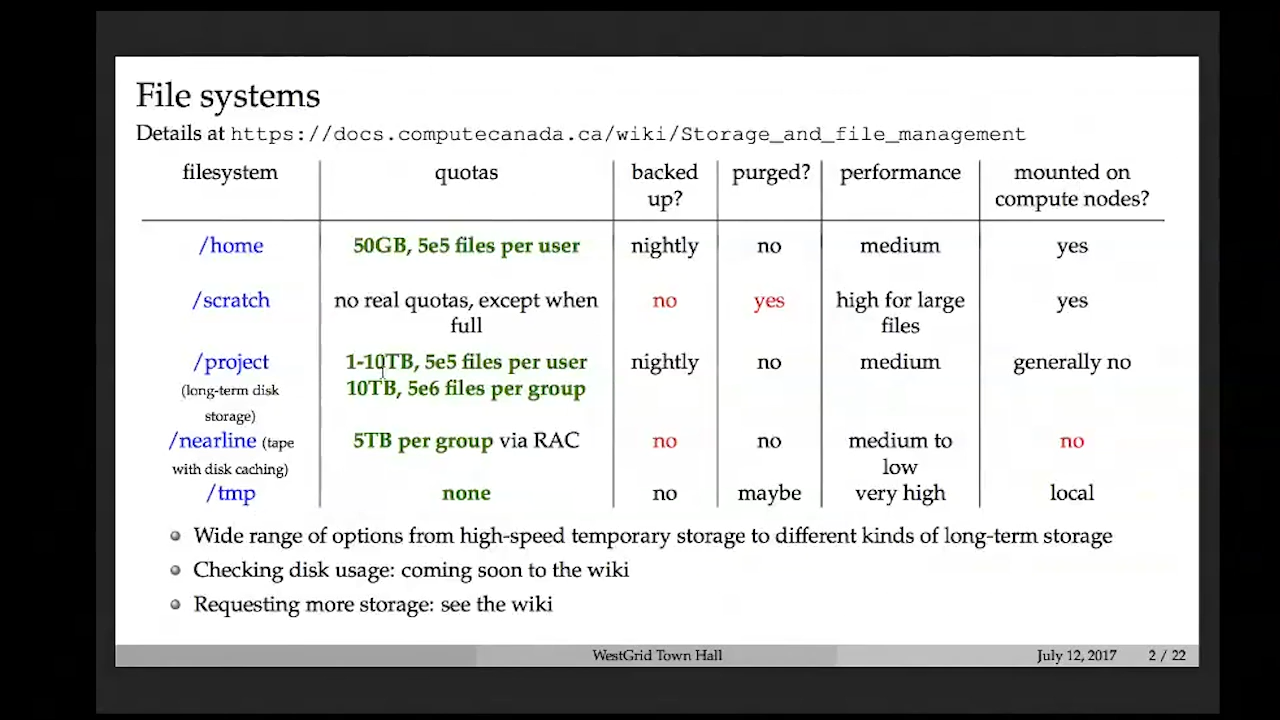 File systems
Details at https://docs.computecanada.ca/wiki/Storage_and_file_management
filesystem quotas backed up? purged? performance mounted on compute nodes?
/home 50GB, 5e5 files per user nightly no medium yes
/scratch no real quotas, except when full no yes high for large files yes
/project (long-term disk storage) 1-10TB, 5e5 files per user 10TB, 5e6 files per group nightly no medium generally no
/nearline (tape with disk caching) 5TB per group via RAC no no medium to low no
/tmp none no maybe very high local
Wide range of options from high-speed temporary storage to different kinds of long-term storage
Checking disk usage: coming soon to the wiki
Requesting more storage: see the wiki
WestGrid Town Hall July 12, 2017 2 / 22